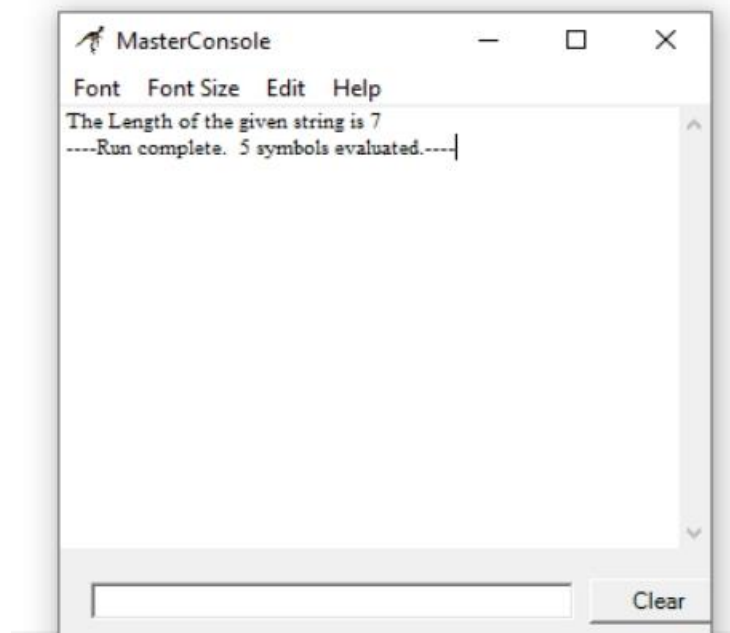 MasterConsole
Font Font Size Edit Help
The Length of the given string is 7
----Run complete.  5 symbols evaluated.----
Clear